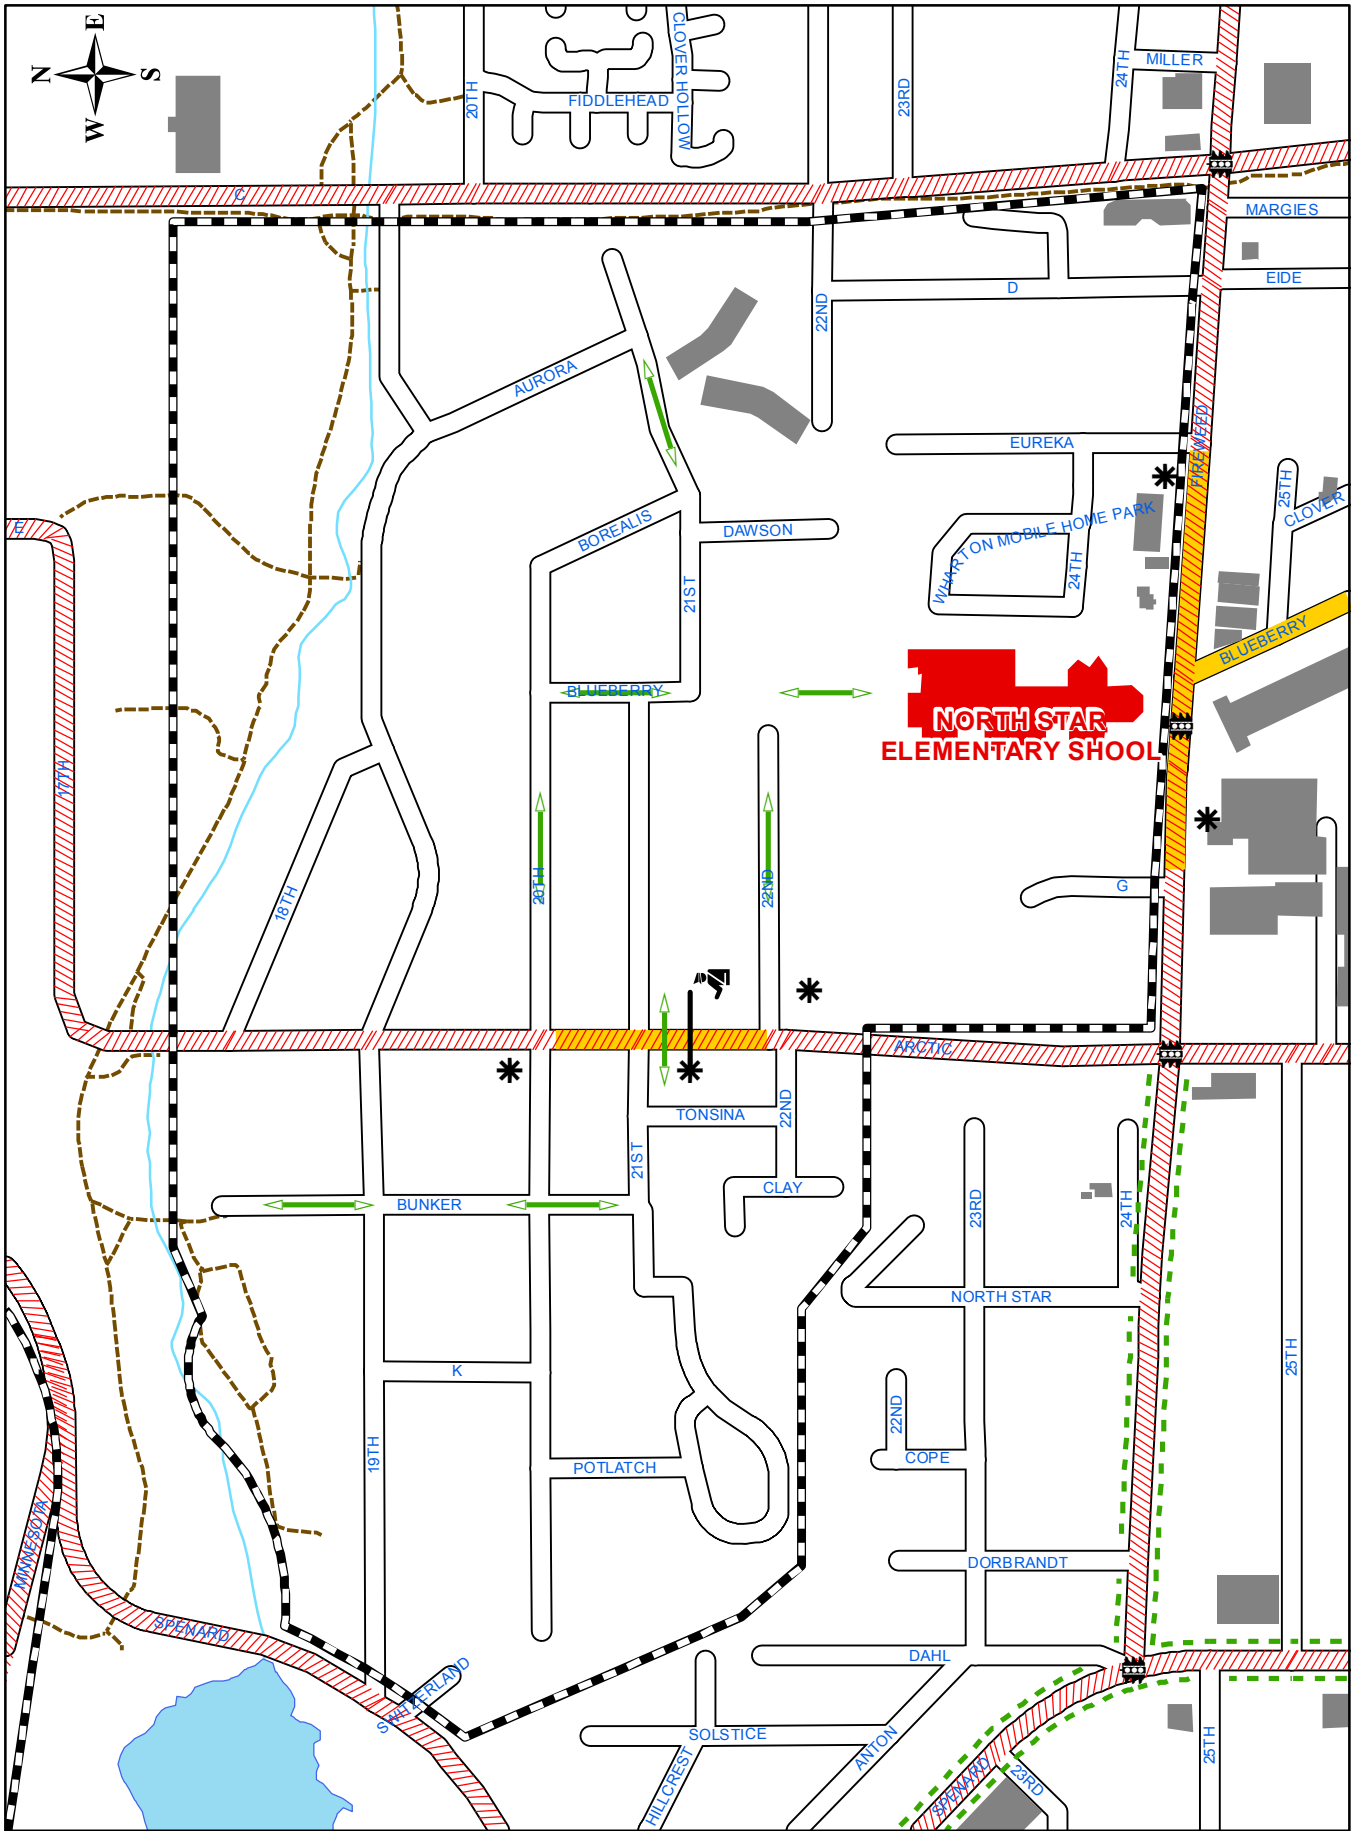 E
N
S
W
CLOVER HOLLOW
20TH
FIDDLEHEAD
23RD
24TH
MILLER
C
MARGIES
EIDE
D
22ND
AURORA
FIREWEED
EUREKA
E
BOREALIS
DAWSON
WHARTON MOBILE HOME PARK
24TH
25TH
CLOVER
21ST
BLUEBERRY
BLUEBERRY
NORTH STAR
ELEMENTARY SHOOL
17TH
18TH
20TH
22ND
G
ARCTIC
TONSINA
22ND
21ST
CLAY
BUNKER
23RD
24TH
NORTH STAR
K
25TH
22ND
19TH
COPE
POTLATCH
MINNESOTA
DORBRANDT
SPENARD
DAHL
SWITZERLAND
SOLSTICE
HILLCREST
ANTON
SPENARD
23RD
25TH